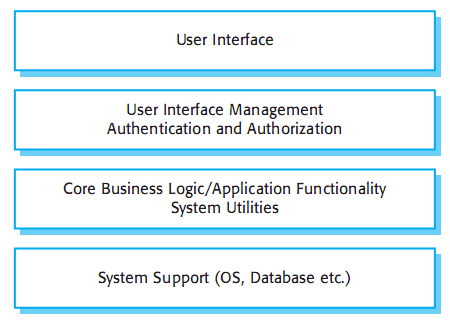 User Interface
User Interface Management
Authentication and Authorization
Core Business Logic/Application Functionality
System Utilities
System Support (OS, Database etc.)